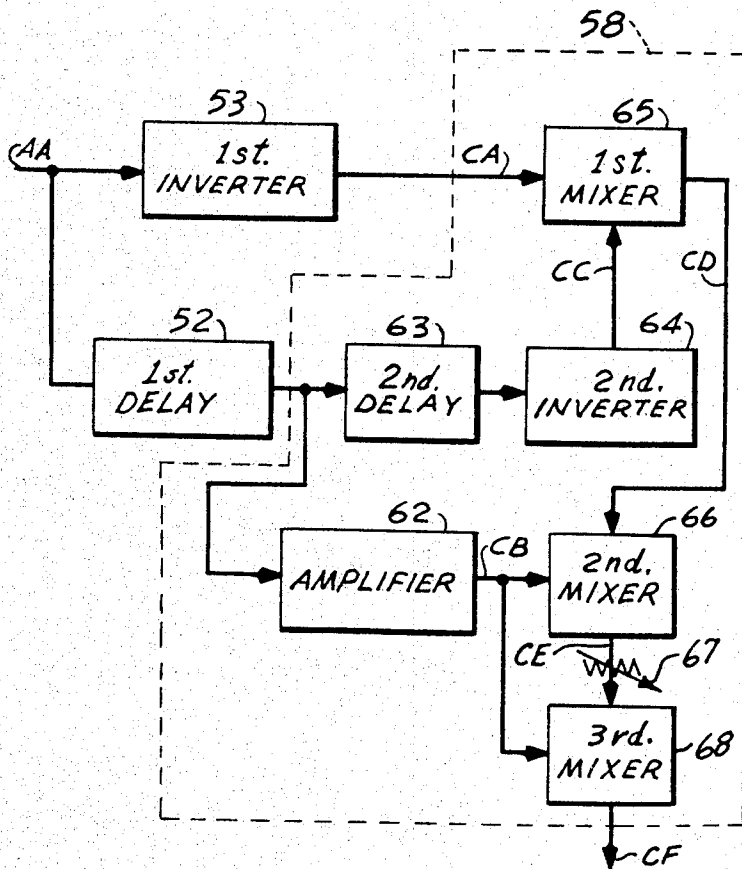 58
53
65
AA
1st.
INVERTER
CA
1st.
MIXER
CC
CD
52
63
64
1st.
DELAY
2nd.
DELAY
2nd.
INVERTER
62
66
AMPLIFIER
CB
2nd.
MIXER
CE
67
3rd.
MIXER
68
CF